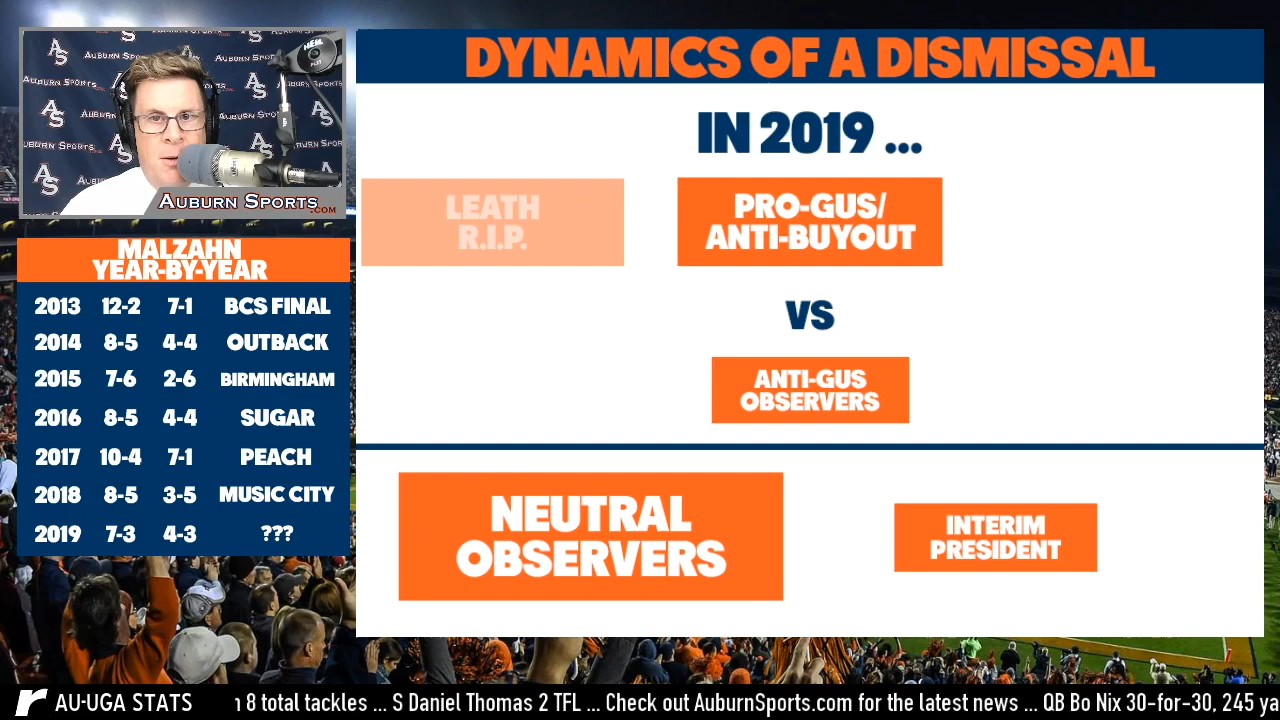 AUBURN SPORTS
AUBURN SPORTS
AUBURN SPORTS
.COM
MALZAHN
YEAR-BY-YEAR
2013 12-2 7-1 BCS FINAL
2014 8-5 4-4 OUTBACK
2015 7-6 2-6 BIRMINGHAM
2016 8-5 4-4 SUGAR
2017 10-4 7-1 PEACH
2018 8-5 3-5 MUSIC CITY
2019 7-3 4-3 ???
DYNAMICS OF A DISMISSAL
IN 2019 ...
LEATH
R.I.P.
PRO-GUS/
ANTI-BUYOUT
VS
ANTI-GUS
OBSERVERS
NEUTRAL
OBSERVERS
INTERIM
PRESIDENT
AU-UGA STATS
8 total tackles ... S Daniel Thomas 2 TFL ... Check out AuburnSports.com for the latest news ... QB Bo Nix 30-for-30, 245 ya